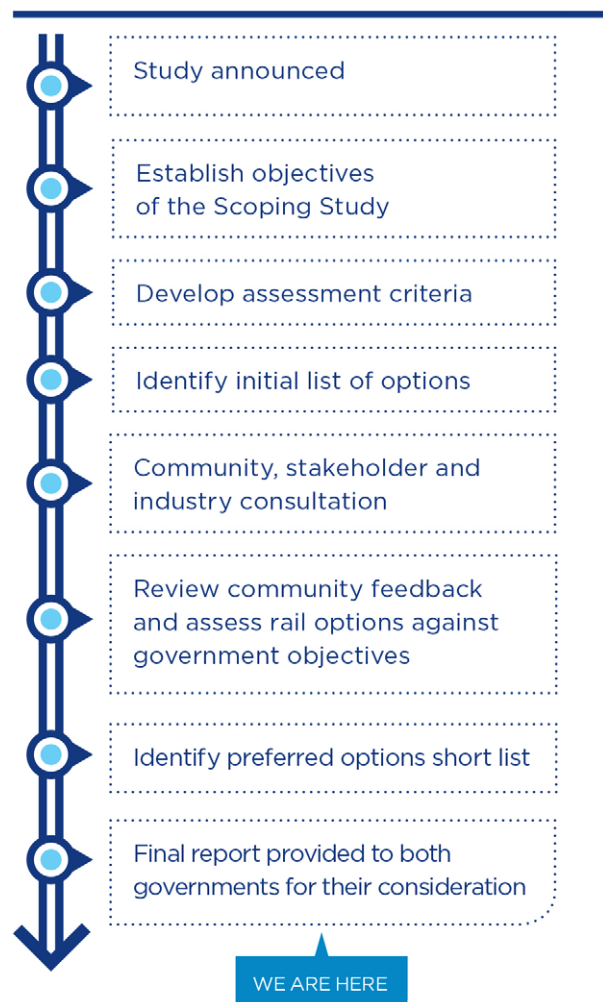 Study announced
Establish objectives
of the Scoping Study
Develop assessment criteria
Identify initial list of options
Community, stakeholder and
industry consultation
Review community feedback
and assess rail options against
government objectives
Identify preferred options short list
Final report provided to both
governments for their consideration
WE ARE HERE